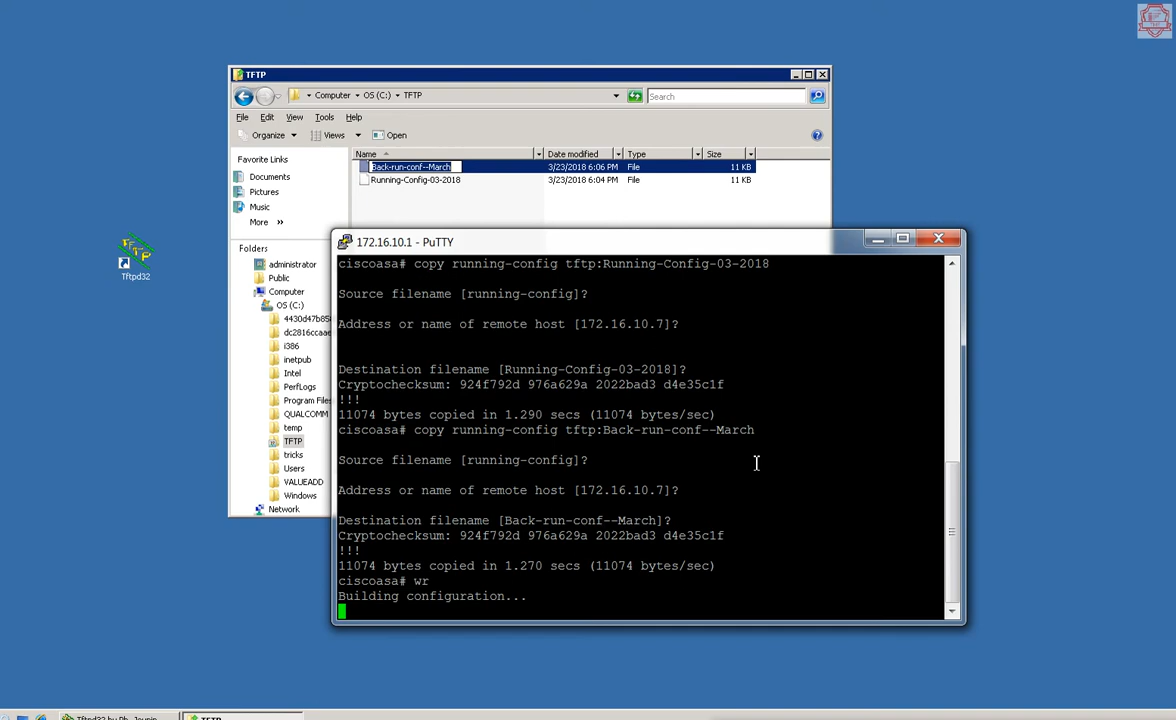 TFTP
Computer
OS (C:)
TFTP
Search
File
Edit
View
Tools
Help
Organize
Views
Open
Favorite Links
Documents
Pictures
Music
More
Folders
administrator
Public
Computer
OS (C:)
i386
inetpub
Intel
PerfLogs
Program Files
QUALCOMM
temp
TFTP
tricks
Users
VALUEADD
Windows
Network
Name
Date modified
Type
Size
Back-run-conf--March
3/23/2018 6:06 PM
File
11 KB
Running-Config-03-2018
3/23/2018 6:04 PM
File
11 KB
Tftpd32
172.16.10.1 - PuTTY
ciscoasa# copy running-config tftp:Running-Config-03-2018
Source filename [running-config]?
Address or name of remote host [172.16.10.7]?
Destination filename [Running-Config-03-2018]?
Cryptochecksum: 924f792d 976a629a 2022bad3 d4e35c1f
!!!
11074 bytes copied in 1.290 secs (11074 bytes/sec)
ciscoasa# copy running-config tftp:Back-run-conf--March
Source filename [running-config]?
Address or name of remote host [172.16.10.7]?
Destination filename [Back-run-conf--March]?
Cryptochecksum: 924f792d 976a629a 2022bad3 d4e35c1f
!!!
11074 bytes copied in 1.270 secs (11074 bytes/sec)
ciscoasa# wr
Building configuration...
Tftpd32 by Ph. Jounin
TFTP